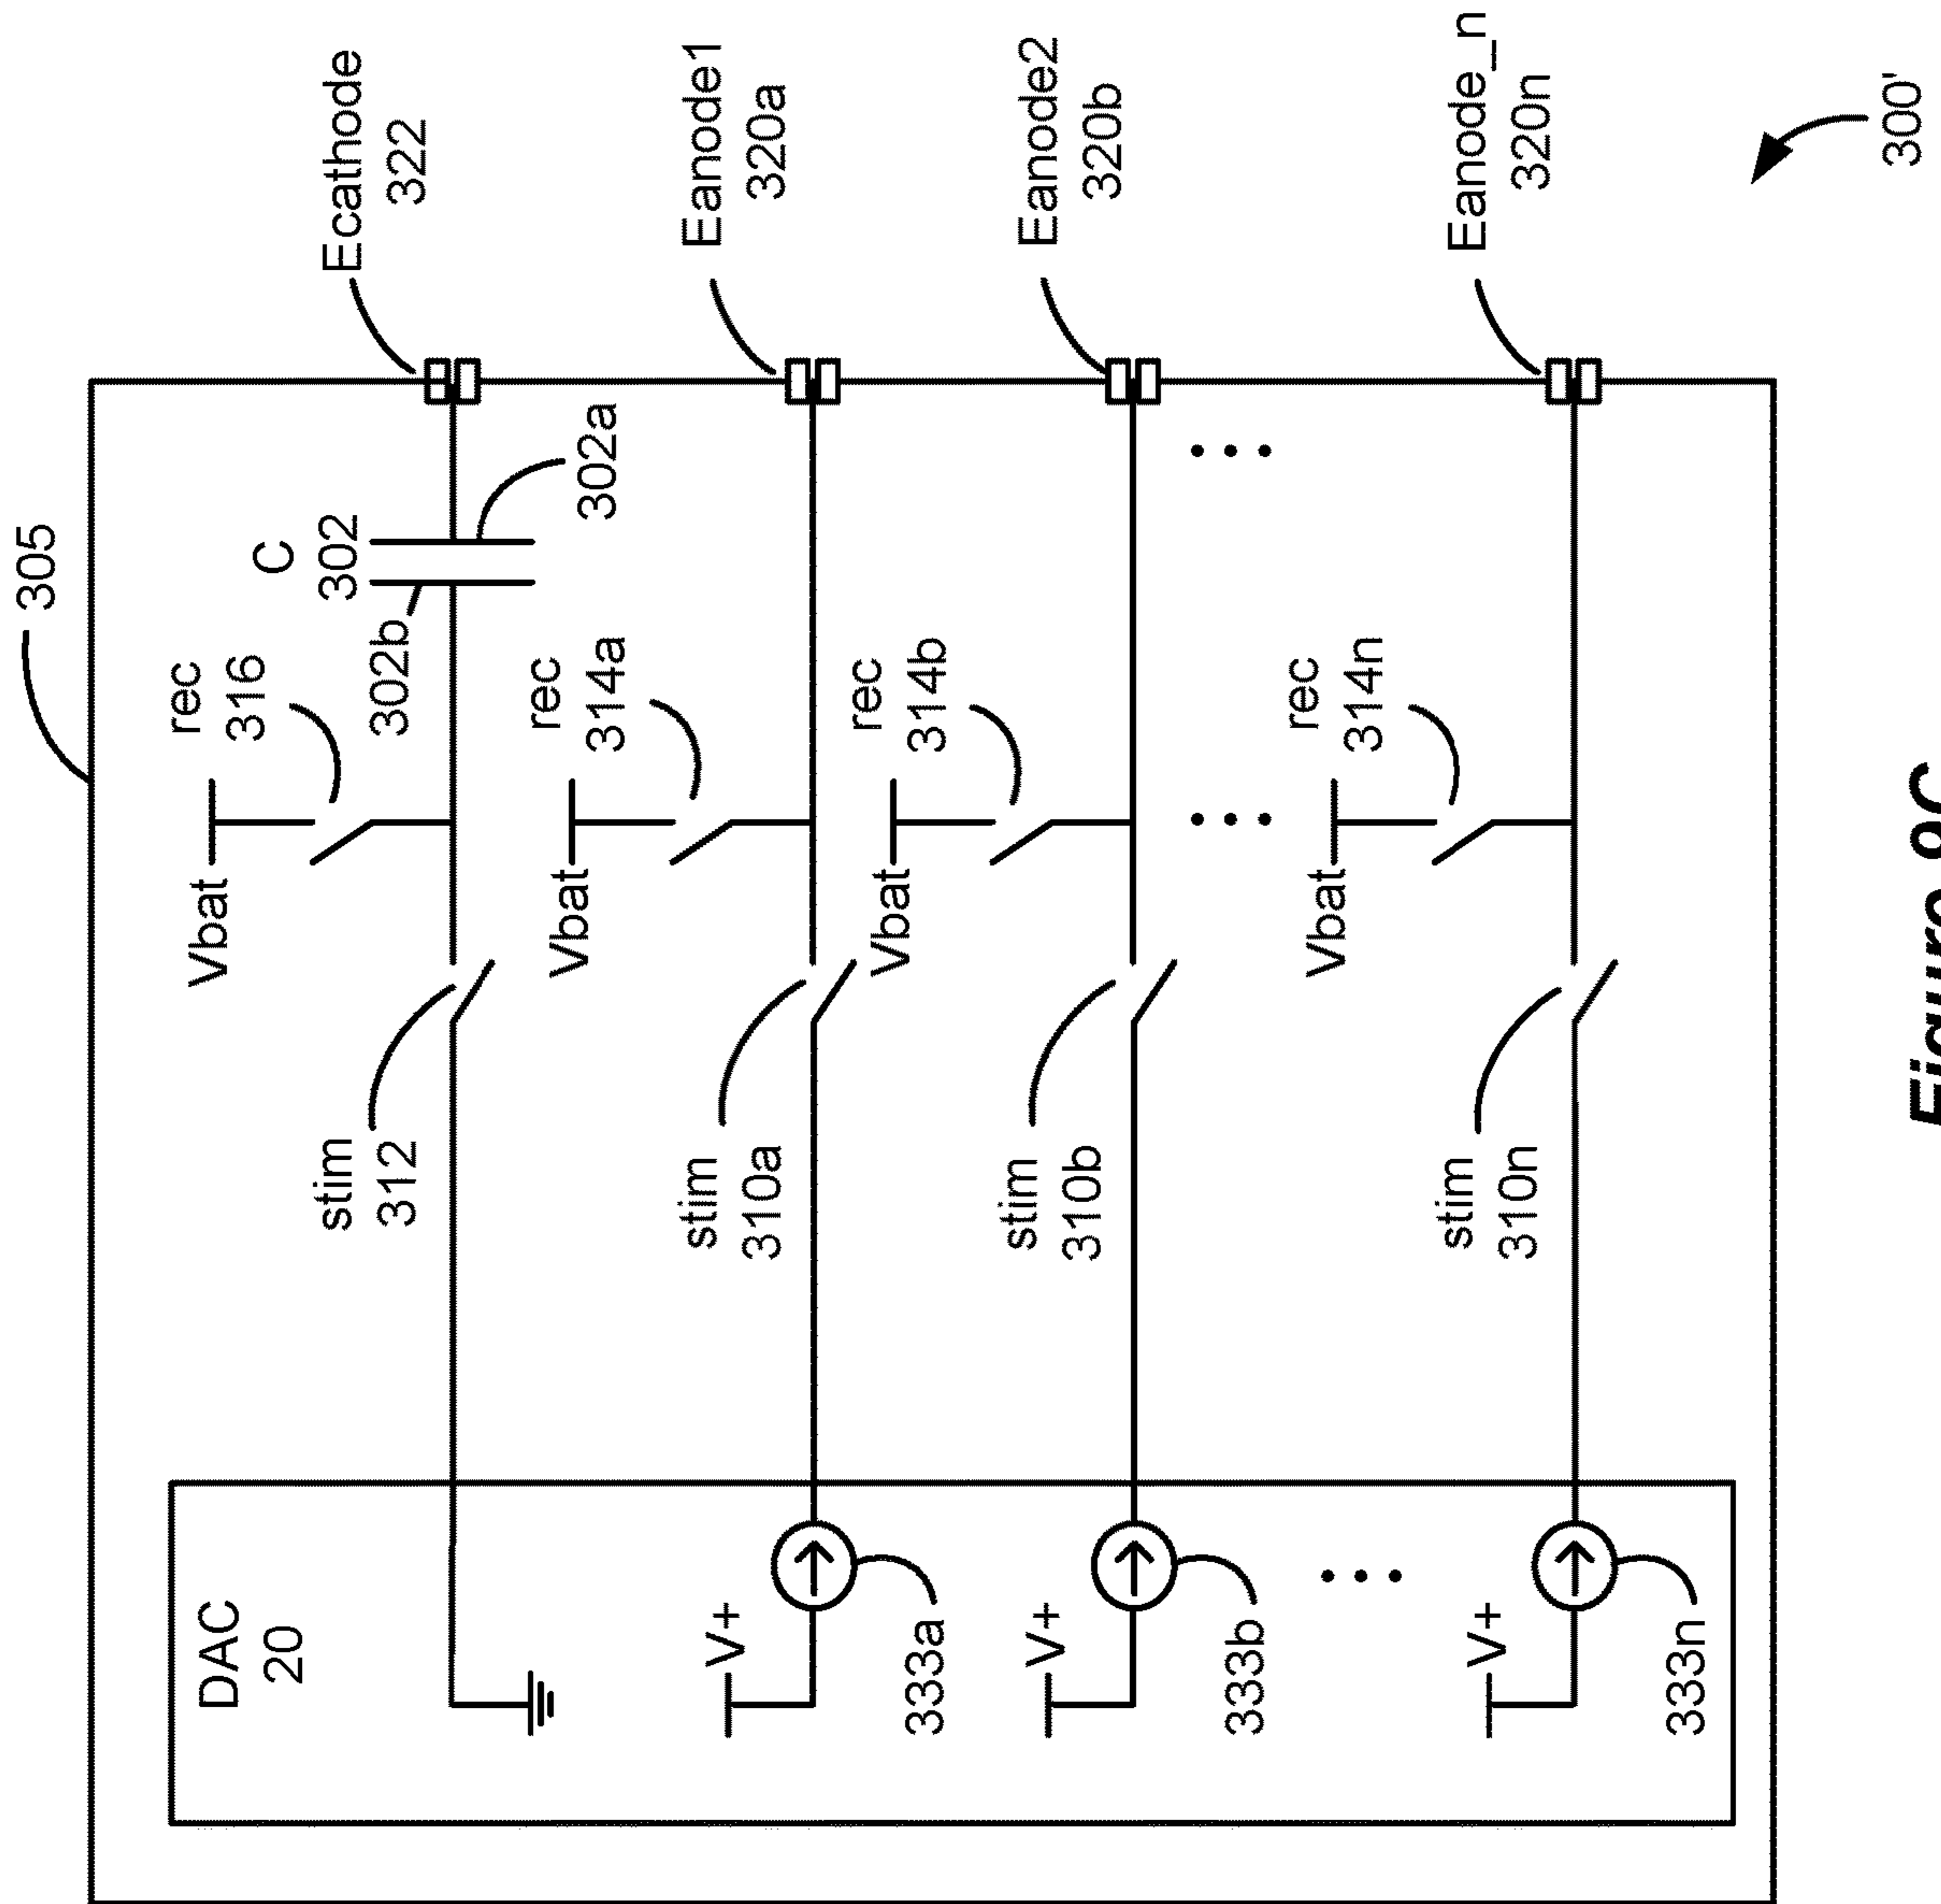 305
DAC
20
stim
312
Vbat
rec
316
C
302
302b
302a
Ecathode
322
V+
333a
stim
310a
Vbat
rec
314a
Eanode1
320a
V+
333b
stim
310b
Vbat
rec
314b
Eanode2
320b
V+
333n
stim
310n
Vbat
rec
314n
Eanode_n
320n
300'
Figure